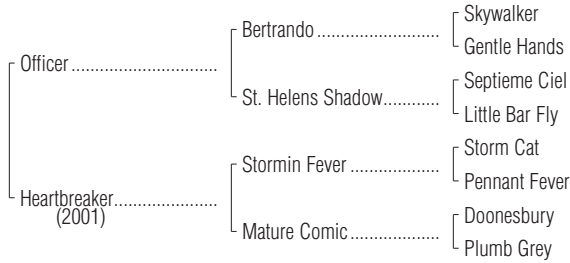 Skywalker
Bertrando
Gentle Hands
Officer
Septieme Ciel
St. Helens Shadow
Little Bar Fly
Storm Cat
Stormin Fever
Pennant Fever
Heartbreaker
(2001)
Doonesbury
Mature Comic
Plumb Grey